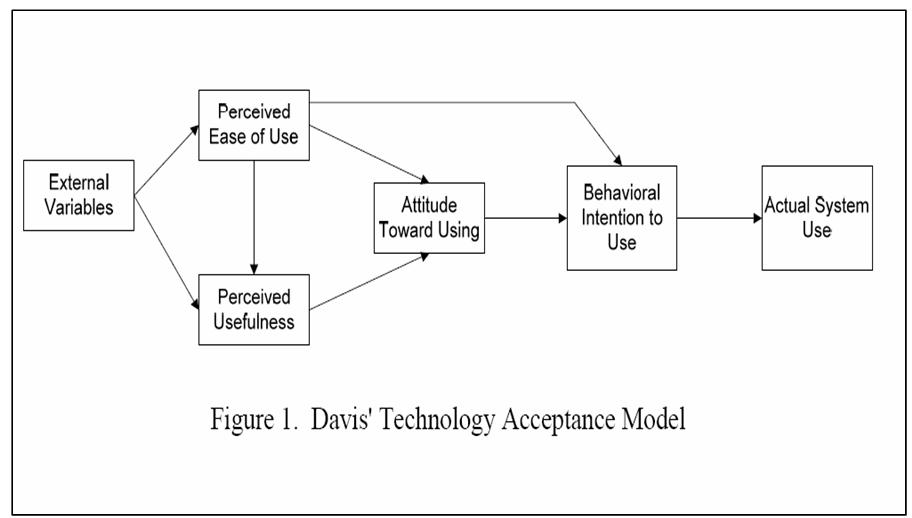 Perceived
Ease of Use
External
Variables
Attitude
Toward Using
Behavioral
Intention to
Use
Actual System
Use
Perceived
Usefulness
Figure 1. Davis' Technology Acceptance Model